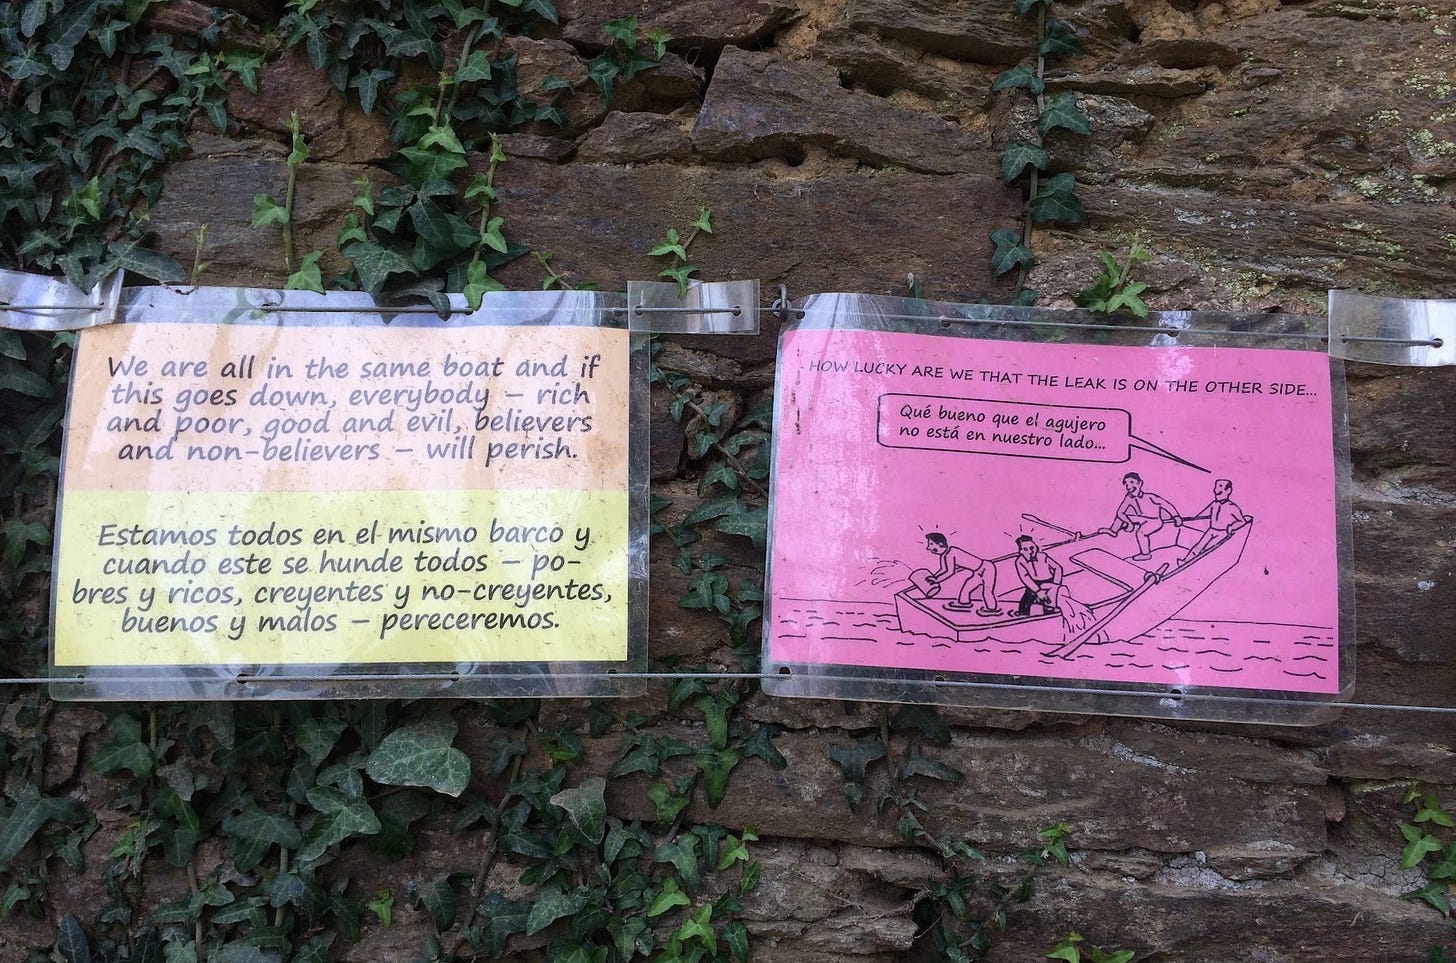 We are all in the same boat and if
this goes down, everybody – rich
and poor, good and evil, believers
and non-believers – will perish.
Estamos todos en el mismo barco y
cuando este se hunde todos – po-
bres y ricos, creyentes y no-creyentes,
buenos y malos – pereceremos.
HOW LUCKY ARE WE THAT THE LEAK IS ON THE OTHER SIDE...
Qué bueno que el agujero
no está en nuestro lado...